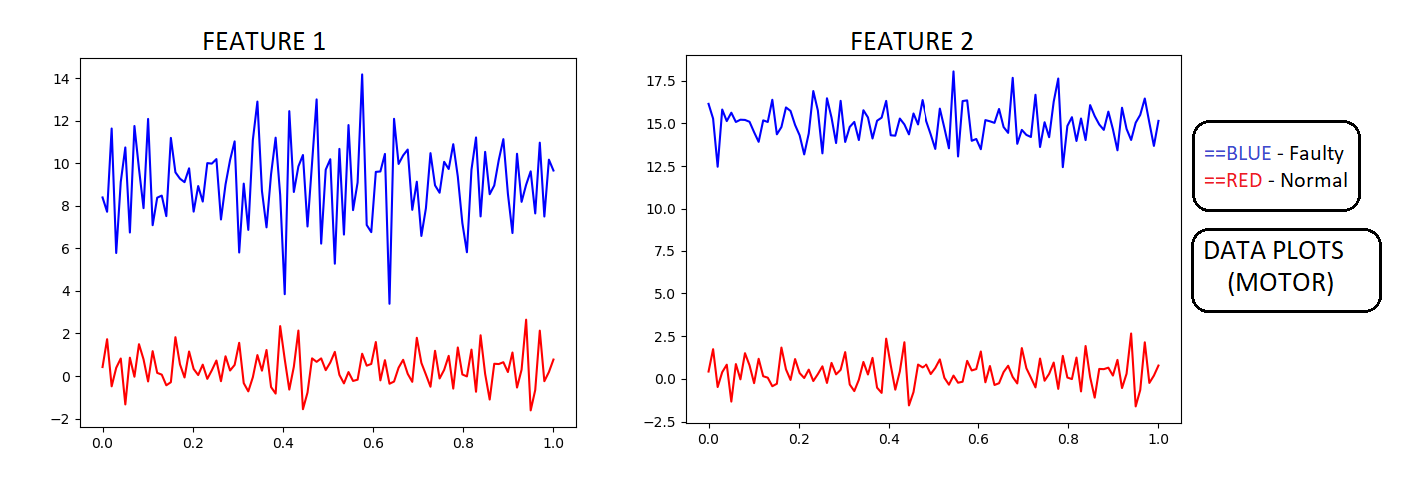 FEATURE 1
14
12
10
8
6
4
2
0
−2
0.0 0.2 0.4 0.6 0.8 1.0
FEATURE 2
17.5
15.0
12.5
10.0
7.5
5.0
2.5
0.0
−2.5
0.0 0.2 0.4 0.6 0.8 1.0
==BLUE - Faulty
==RED - Normal
DATA PLOTS
(MOTOR)